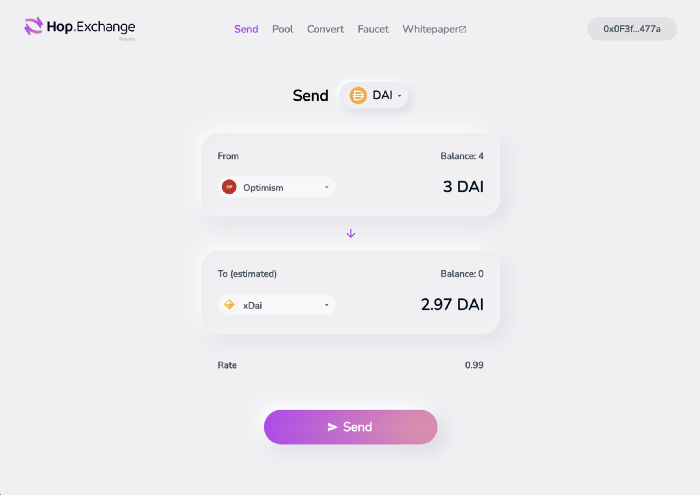 Hop.Exchange
Kovan
Send Pool Convert Faucet Whitepaper
0x0F3f...477a
Send DAI
From Balance: 4
Optimism 3 DAI
To (estimated) Balance: 0
xDai 2.97 DAI
Rate 0.99
Send